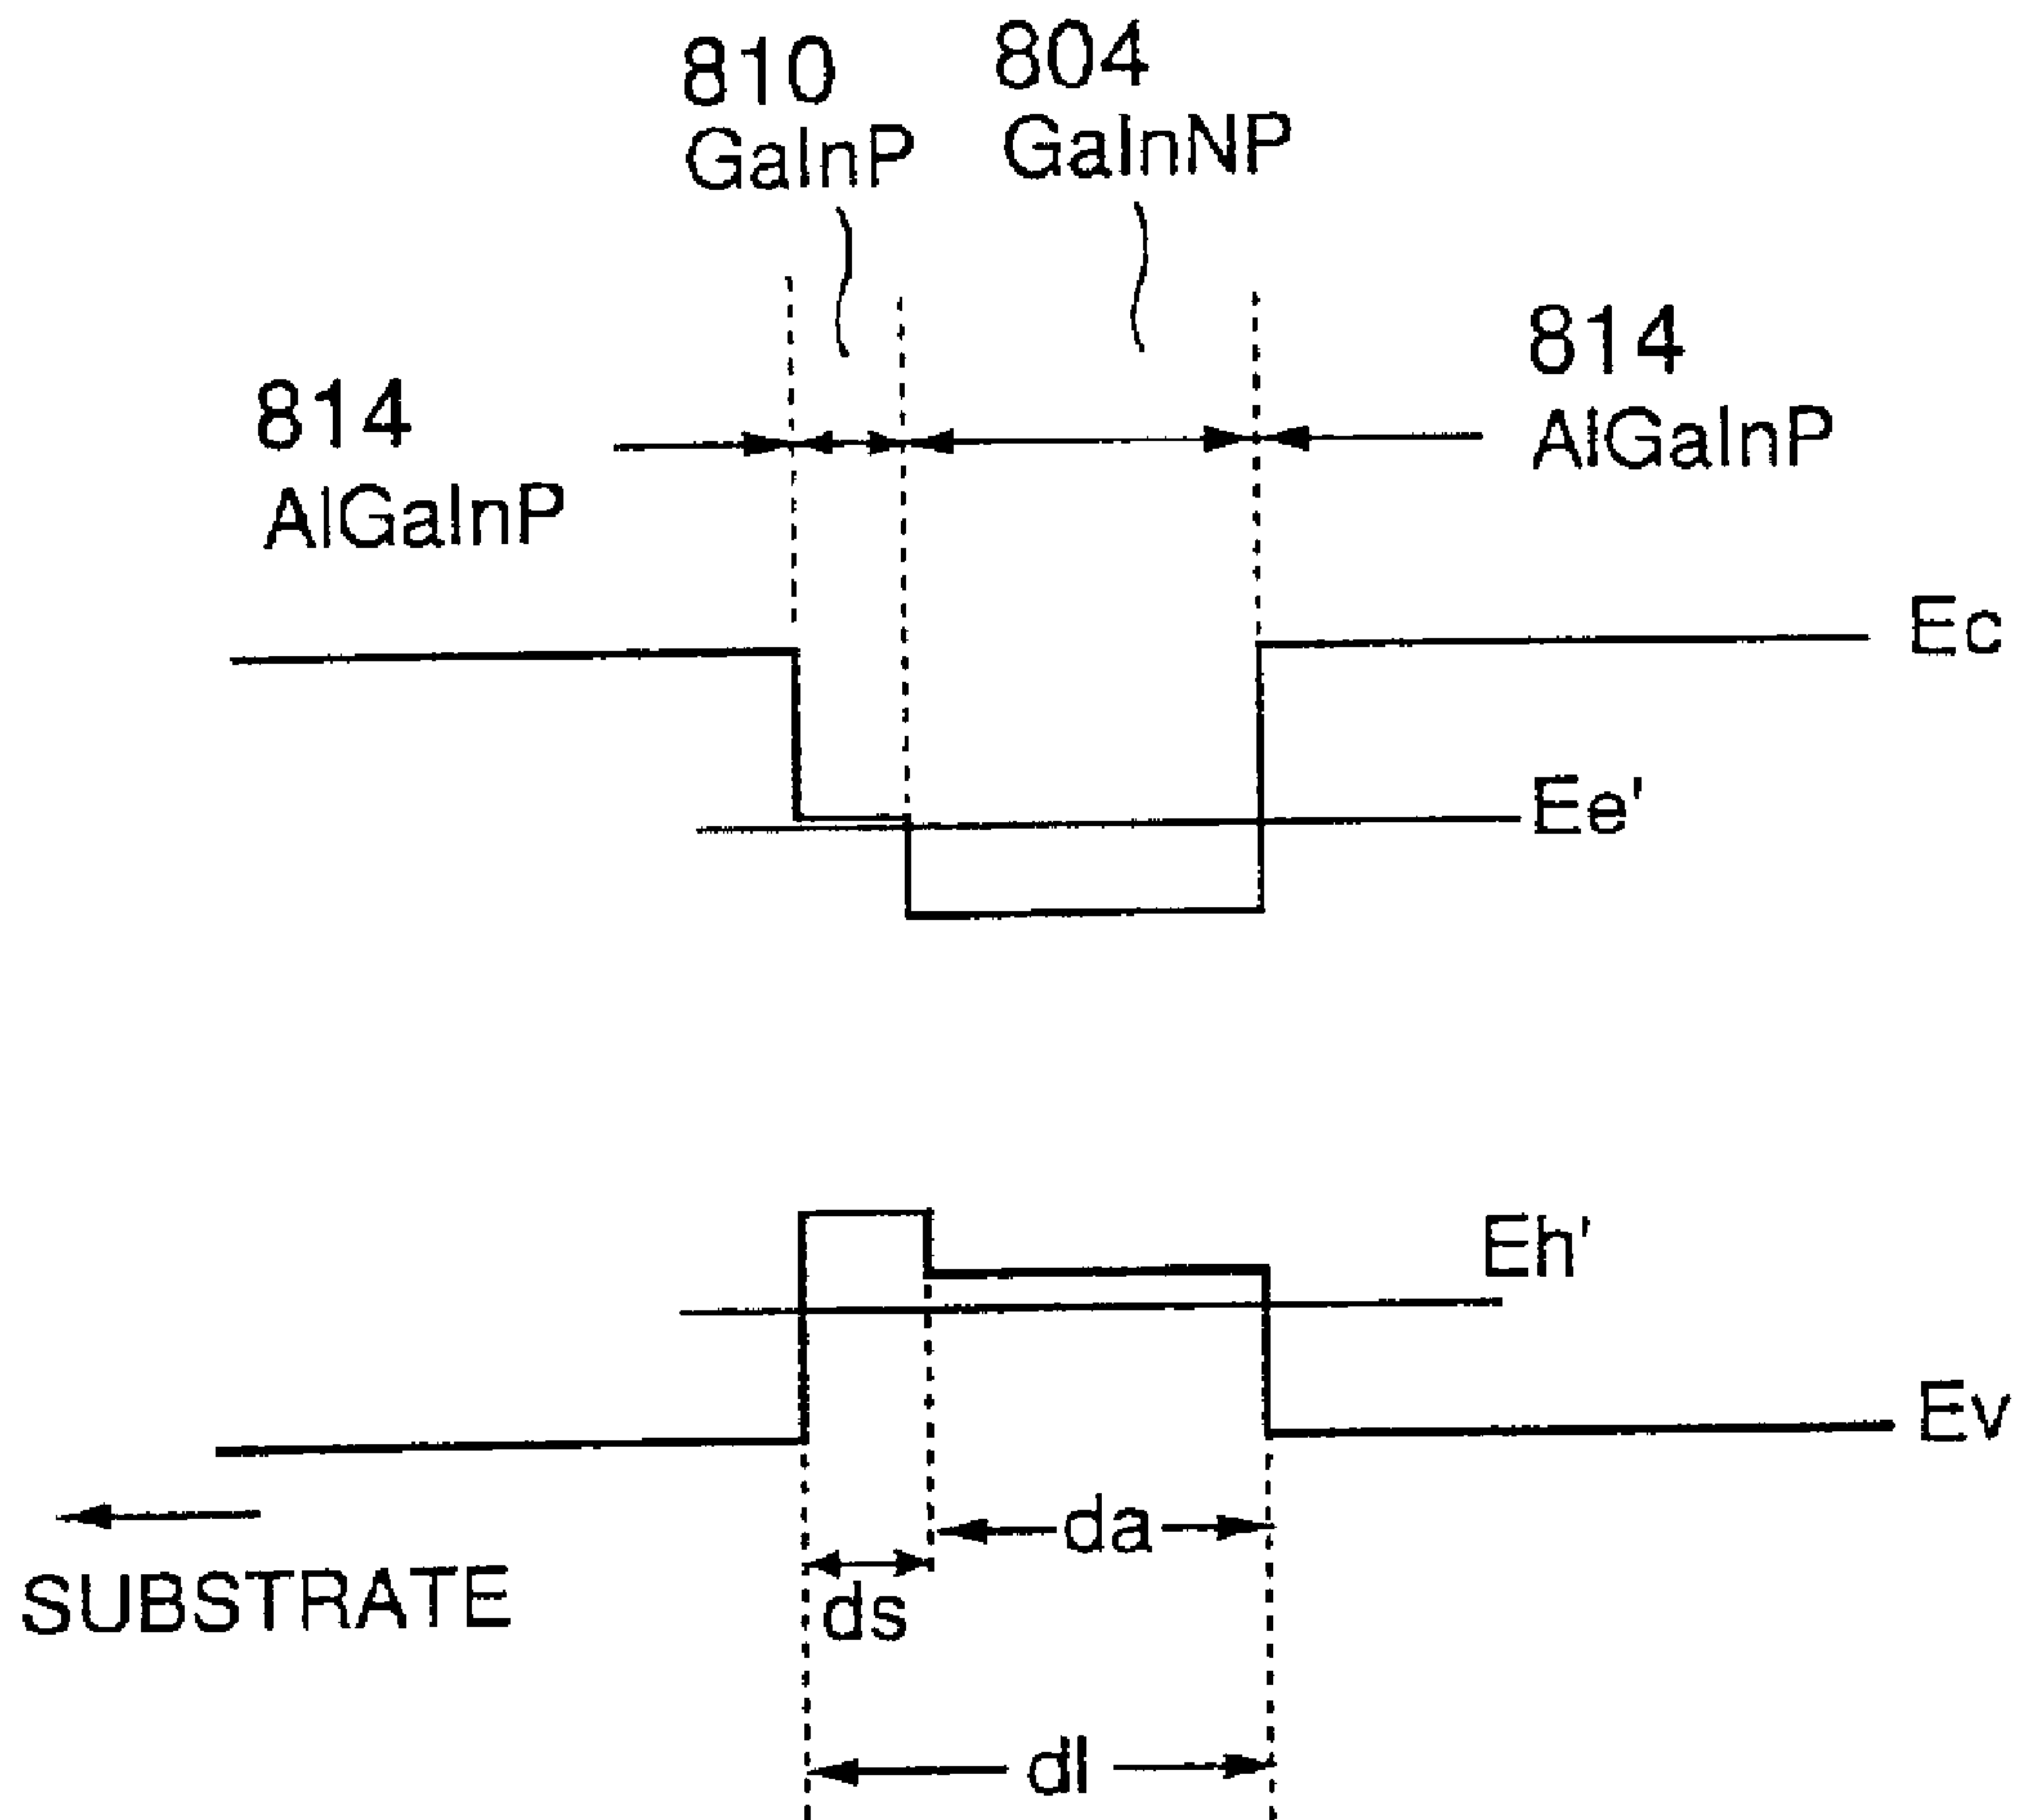 810
GaInP
804
GaInNP
814
AlGaInP
814
AlGaInP
Ec
Ee'
Eh'
Ev
da
ds
SUBSTRATE
dl